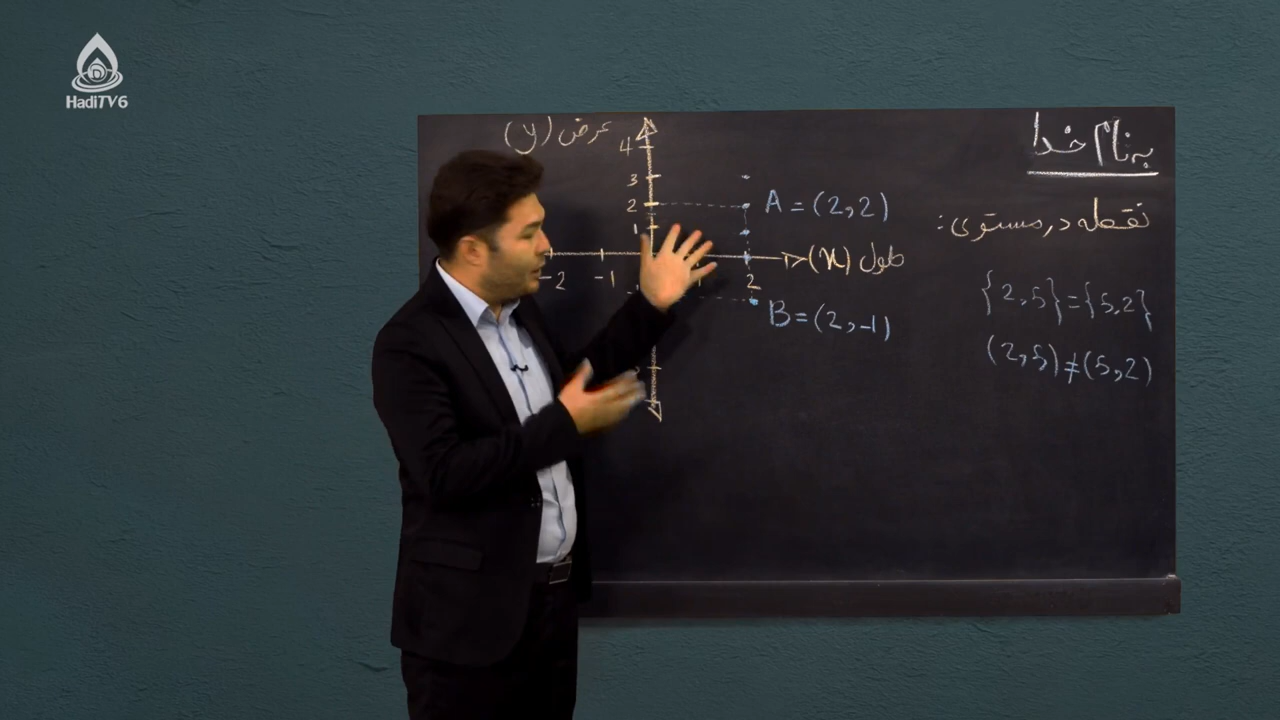 HadiTV6
به نام خدا
نقطه در مستوی:
{2,5}={5,2}
(2,5)≠(5,2)
عرض (y)
4
3
2
1
A=(2,2)
طول (x)
-2 -1 2
B=(2,-1)